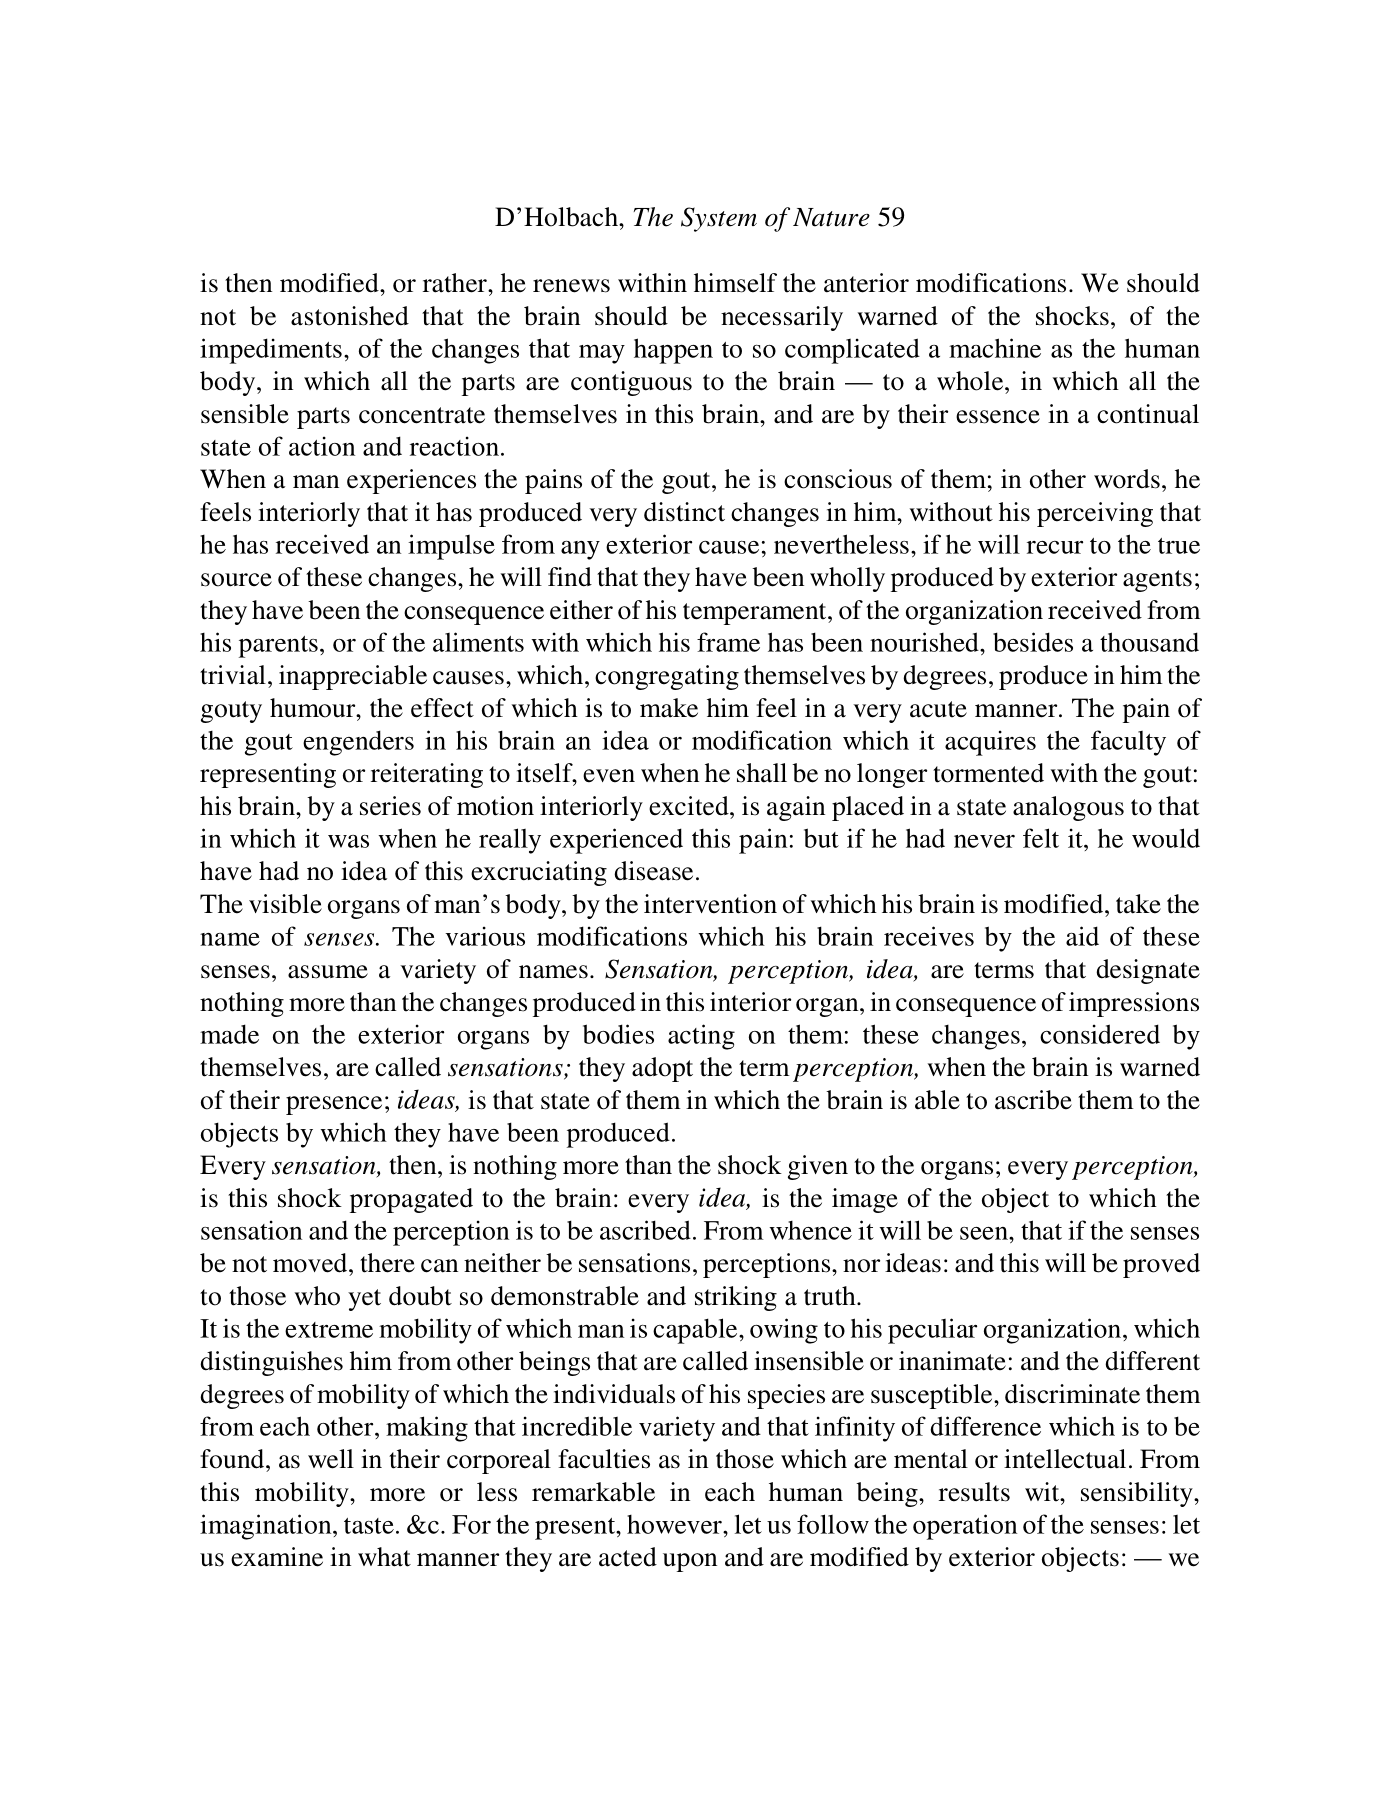 D’Holbach, The System of Nature 59
is then modified, or rather, he renews within himself the anterior modifications. We should
not be astonished that the brain should be necessarily warned of the shocks, of the
impediments, of the changes that may happen to so complicated a machine as the human
body, in which all the parts are contiguous to the brain — to a whole, in which all the
sensible parts concentrate themselves in this brain, and are by their essence in a continual
state of action and reaction.
When a man experiences the pains of the gout, he is conscious of them; in other words, he
feels interiorly that it has produced very distinct changes in him, without his perceiving that
he has received an impulse from any exterior cause; nevertheless, if he will recur to the true
source of these changes, he will find that they have been wholly produced by exterior agents;
they have been the consequence either of his temperament, of the organization received from
his parents, or of the aliments with which his frame has been nourished, besides a thousand
trivial, inappreciable causes, which, congregating themselves by degrees, produce in him the
gouty humour, the effect of which is to make him feel in a very acute manner. The pain of
the gout engenders in his brain an idea or modification which it acquires the faculty of
representing or reiterating to itself, even when he shall be no longer tormented with the gout:
his brain, by a series of motion interiorly excited, is again placed in a state analogous to that
in which it was when he really experienced this pain: but if he had never felt it, he would
have had no idea of this excruciating disease.
The visible organs of man’s body, by the intervention of which his brain is modified, take the
name of senses. The various modifications which his brain receives by the aid of these
senses, assume a variety of names. Sensation, perception, idea, are terms that designate
nothing more than the changes produced in this interior organ, in consequence of impressions
made on the exterior organs by bodies acting on them: these changes, considered by
themselves, are called sensations; they adopt the term perception, when the brain is warned
of their presence; ideas, is that state of them in which the brain is able to ascribe them to the
objects by which they have been produced.
Every sensation, then, is nothing more than the shock given to the organs; every perception,
is this shock propagated to the brain: every idea, is the image of the object to which the
sensation and the perception is to be ascribed. From whence it will be seen, that if the senses
be not moved, there can neither be sensations, perceptions, nor ideas: and this will be proved
to those who yet doubt so demonstrable and striking a truth.
It is the extreme mobility of which man is capable, owing to his peculiar organization, which
distinguishes him from other beings that are called insensible or inanimate: and the different
degrees of mobility of which the individuals of his species are susceptible, discriminate them
from each other, making that incredible variety and that infinity of difference which is to be
found, as well in their corporeal faculties as in those which are mental or intellectual. From
this mobility, more or less remarkable in each human being, results wit, sensibility,
imagination, taste. &c. For the present, however, let us follow the operation of the senses: let
us examine in what manner they are acted upon and are modified by exterior objects: — we